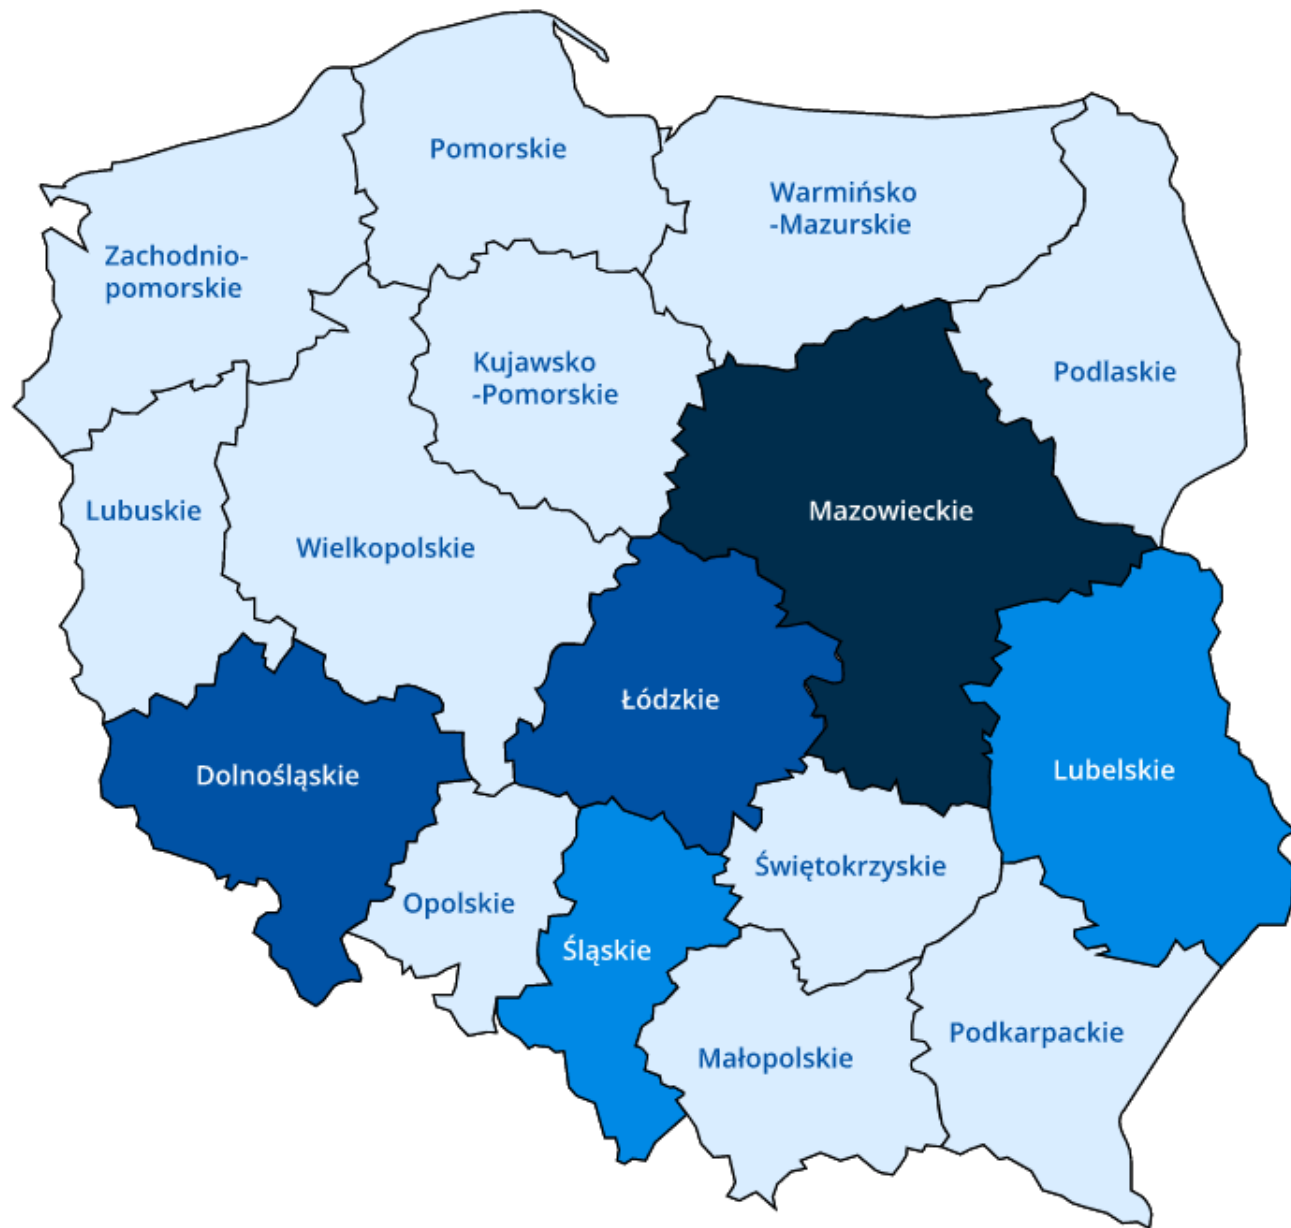 Pomorskie
Warmińsko
-Mazurskie
Zachodnio-
pomorskie
Kujawsko
-Pomorskie
Podlaskie
Lubuskie
Wielkopolskie
Mazowieckie
Łódzkie
Dolnośląskie
Lubelskie
Świętokrzyskie
Opolskie
Śląskie
Małopolskie
Podkarpackie